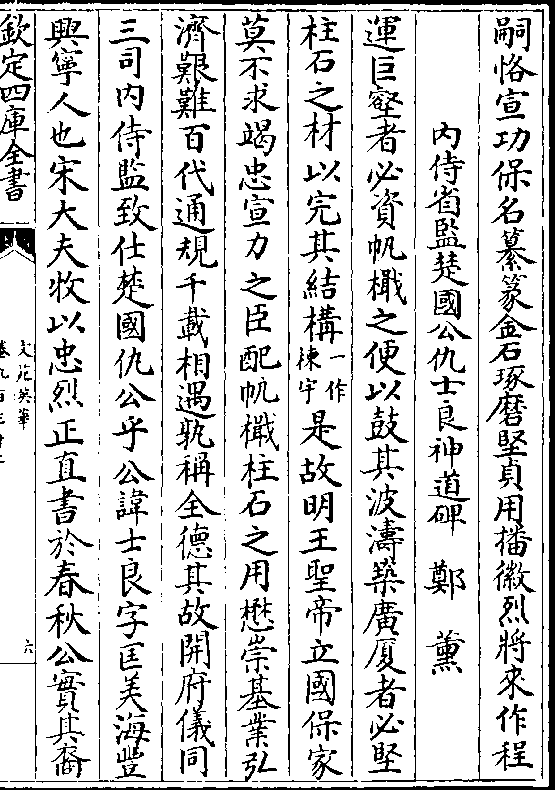 嗣恪宣功保名纂篆金石琢磨堅貞用播徽烈將來作程
內侍省監楚國公仇士良神道碑　鄭　薰
運巨壑者必資帆檝之便以鼓其波濤築廣厦者必堅
柱石之材以完其結構一作棟宇是故明王聖帝立國保家
莫不求竭忠宣力之臣配帆檝柱石之用懋崇基業弘
濟艱難百代通規千載相遇孰稱全德其故開府儀同
三司内侍監致仕楚國仇公乎公諱士良字匡美海豐
興寧人也宋大夫牧以忠烈正直書於春秋公實其裔
欽定四庫全書
文苑英華
卷九百三十二
六